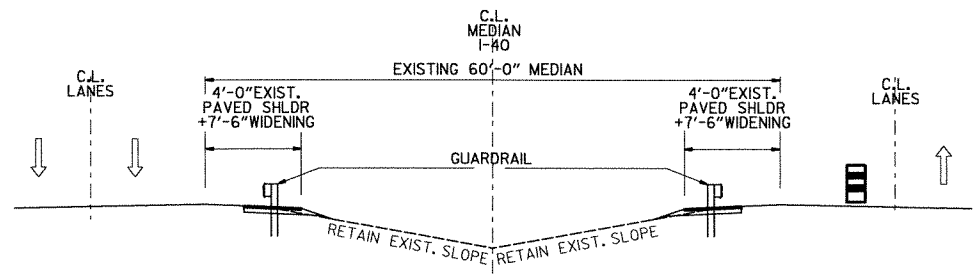 C.L.
MEDIAN
I-40
EXISTING 60'-0" MEDIAN
C.L.
LANES
4'-0"EXIST.
PAVED SHLDR
+7'-6"WIDENING
4'-0"EXIST.
PAVED SHLDR
+7'-6"WIDENING
C.L.
LANES
GUARDRAIL
RETAIN EXIST. SLOPE
RETAIN EXIST. SLOPE